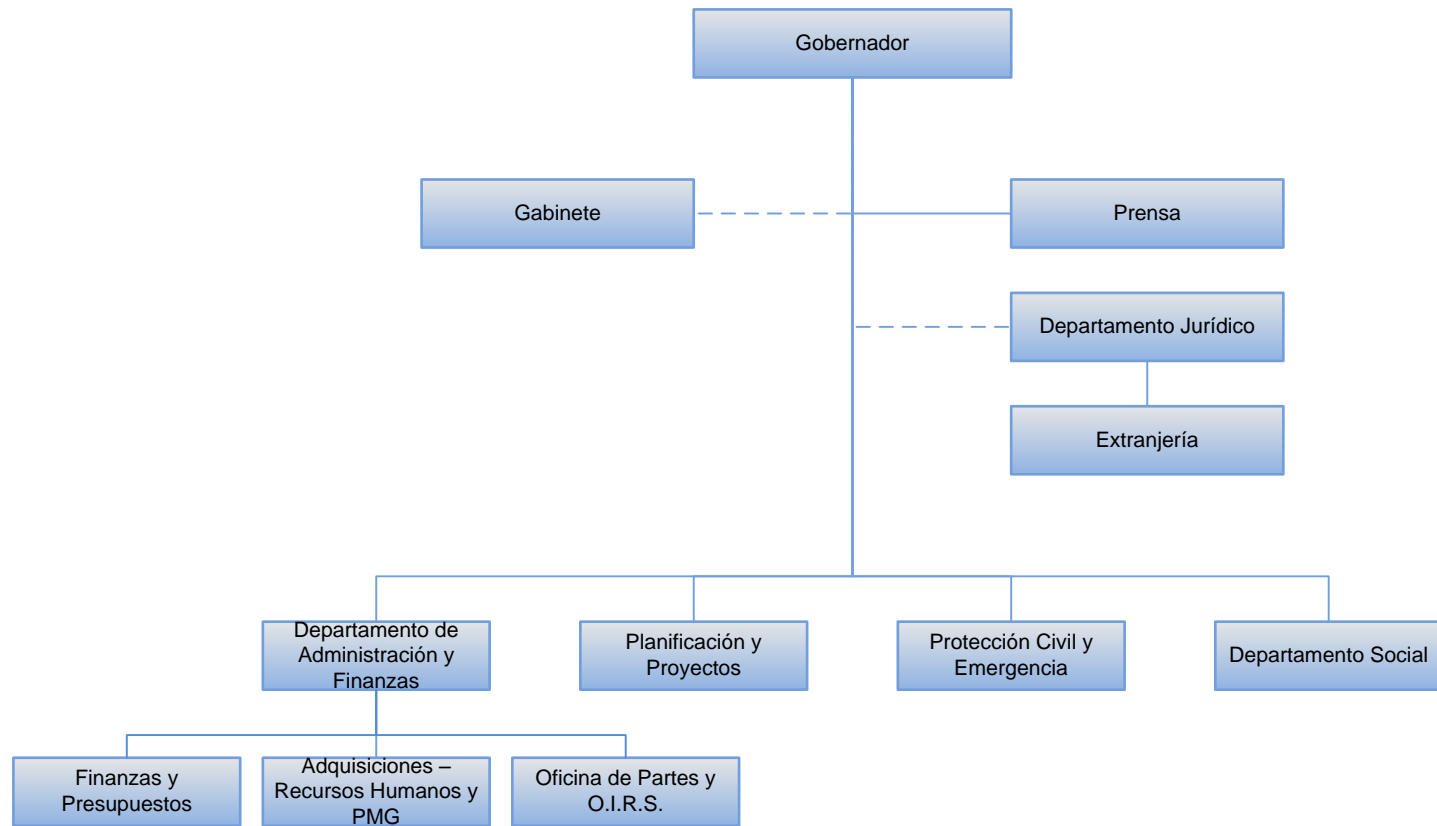 Gobernador
Gabinete
Prensa
Departamento Jurídico
Extranjería
Departamento de
Administración y
Finanzas
Planificación y
Proyectos
Protección Civil y
Emergencia
Departamento Social
Finanzas y
Presupuestos
Adquisiciones –
Recursos Humanos y
PMG
Oficina de Partes y
O.I.R.S.